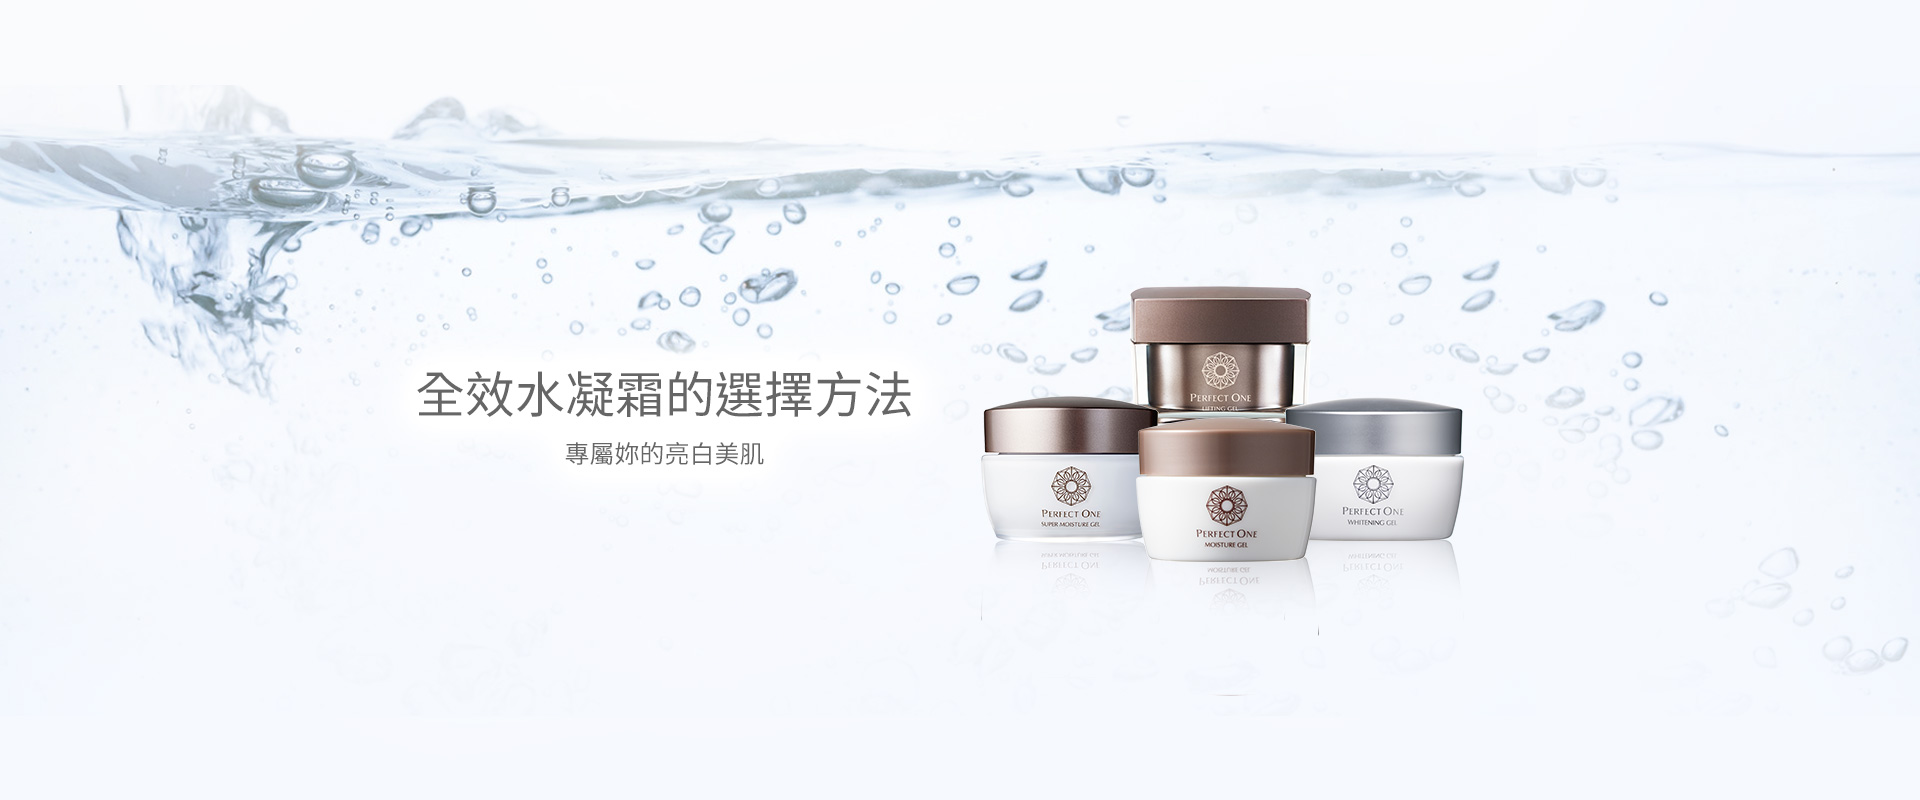 全效水凝霜的選擇方法
專屬妳的亮白美肌
PERFECT ONE
LIFTING GEL
PERFECT ONE
SUPER MOISTURE GEL
PERFECT ONE
MOISTURE GEL
PERFECT ONE
WHITENING GEL